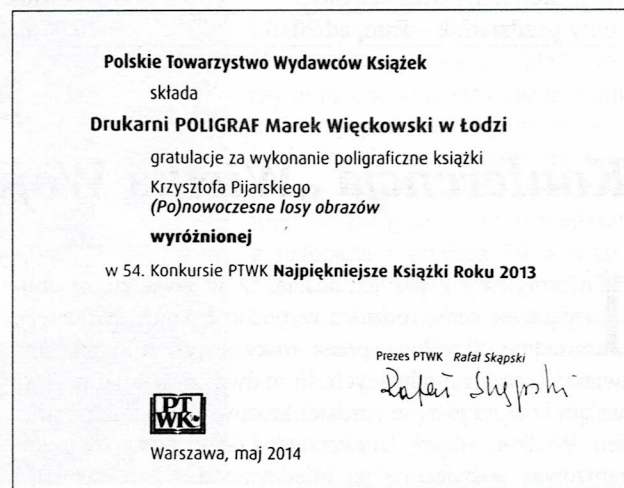 Polskie Towarzystwo Wydawców Książek
składa
Drukarni POLIGRAF Marek Więckowski w Łodzi
gratulacje za wykonanie poligraficzne książki
Krzysztofa Pijarskiego
(Po)nowoczesne losy obrazów
wyróżnionej
w 54. Konkursie PTWK Najpiękniejsze Książki Roku 2013
Prezes PTWK Rafał Skąpski
Rafał Skąpski
PT
WK
Warszawa, maj 2014